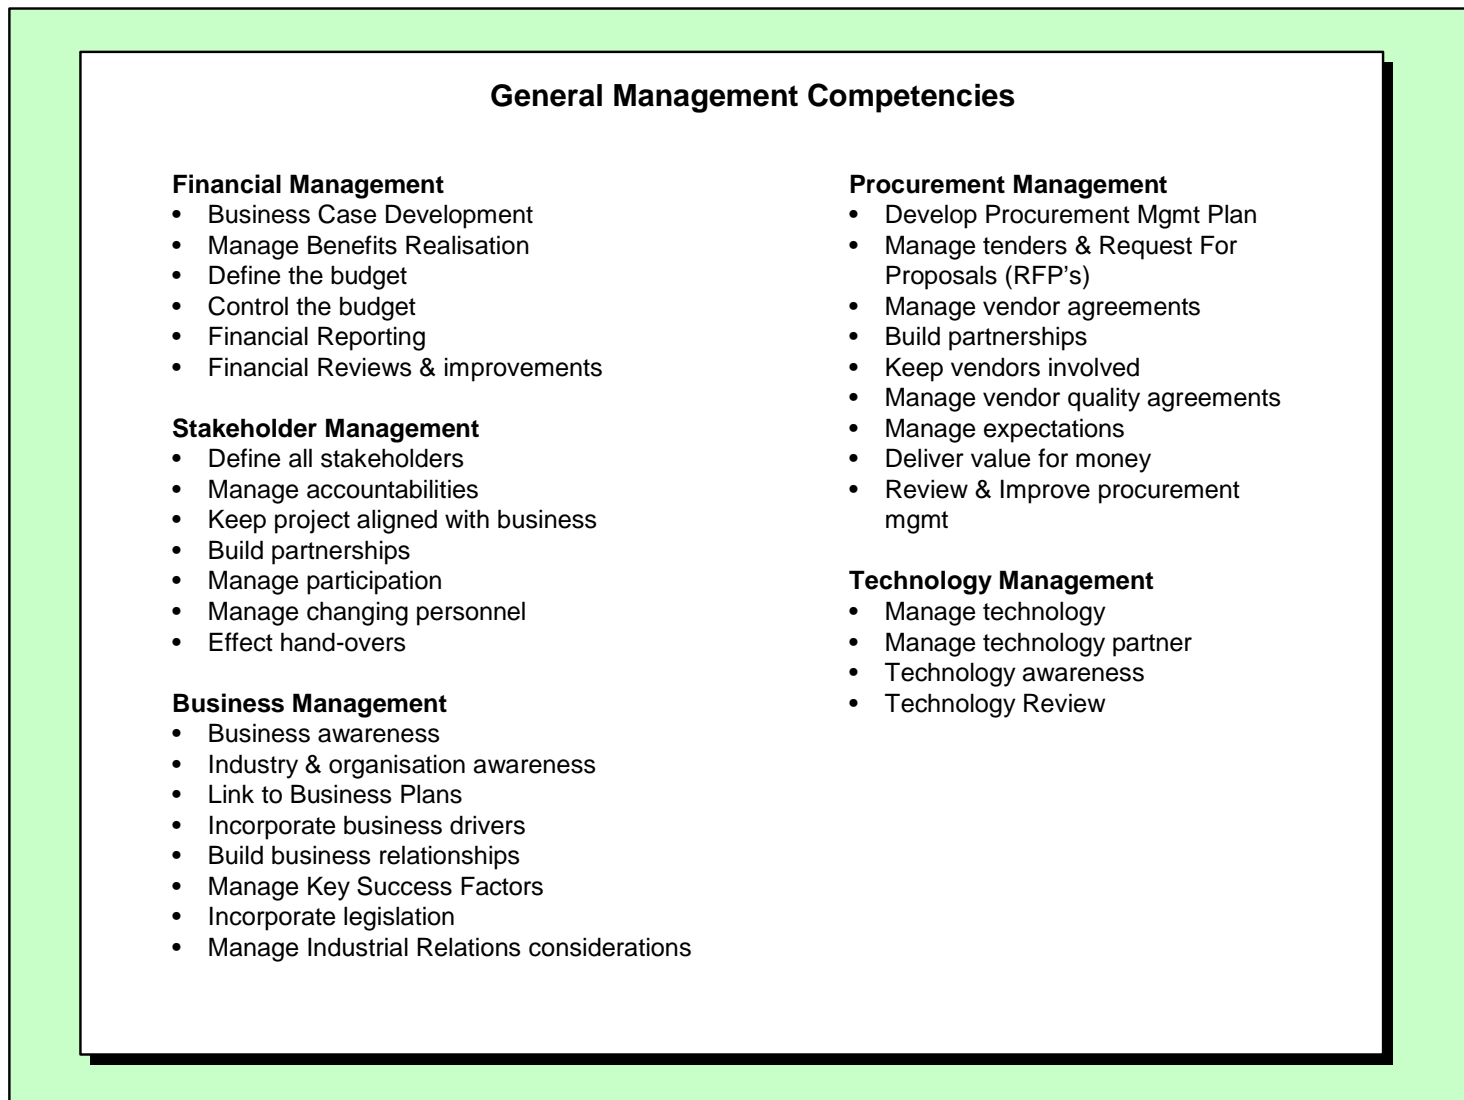 General Management Competencies
Financial Management
• Business Case Development
• Manage Benefits Realisation
• Define the budget
• Control the budget
• Financial Reporting
• Financial Reviews & improvements
Stakeholder Management
• Define all stakeholders
• Manage accountabilities
• Keep project aligned with business
• Build partnerships
• Manage participation
• Manage changing personnel
• Effect hand-overs
Business Management
• Business awareness
• Industry & organisation awareness
• Link to Business Plans
• Incorporate business drivers
• Build business relationships
• Manage Key Success Factors
• Incorporate legislation
• Manage Industrial Relations considerations
Procurement Management
• Develop Procurement Mgmt Plan
• Manage tenders & Request For
Proposals (RFP’s)
• Manage vendor agreements
• Build partnerships
• Keep vendors involved
• Manage vendor quality agreements
• Manage expectations
• Deliver value for money
• Review & Improve procurement
mgmt
Technology Management
• Manage technology
• Manage technology partner
• Technology awareness
• Technology Review